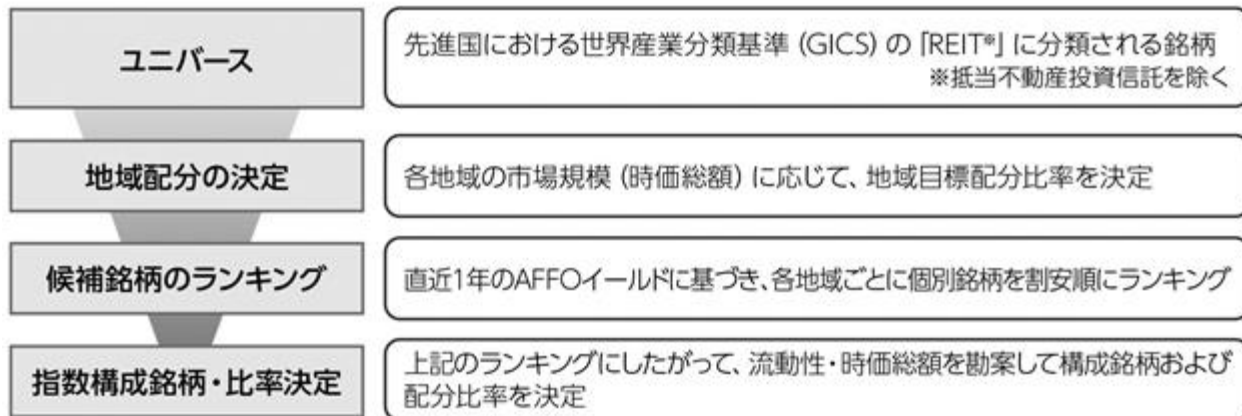 ユニバース
先進国における世界産業分類基準(GICS)の「REIT※」に分類される銘柄
※抵当不動産投資信託を除く
地域配分の決定
各地域の市場規模(時価総額)に応じて、地域目標配分比率を決定
候補銘柄のランキング
直近1年のAFFOイールドに基づき、各地域ごとに個別銘柄を割安順にランキング
指数構成銘柄・比率決定
上記のランキングにしたがって、流動性・時価総額を勘案して構成銘柄および
配分比率を決定